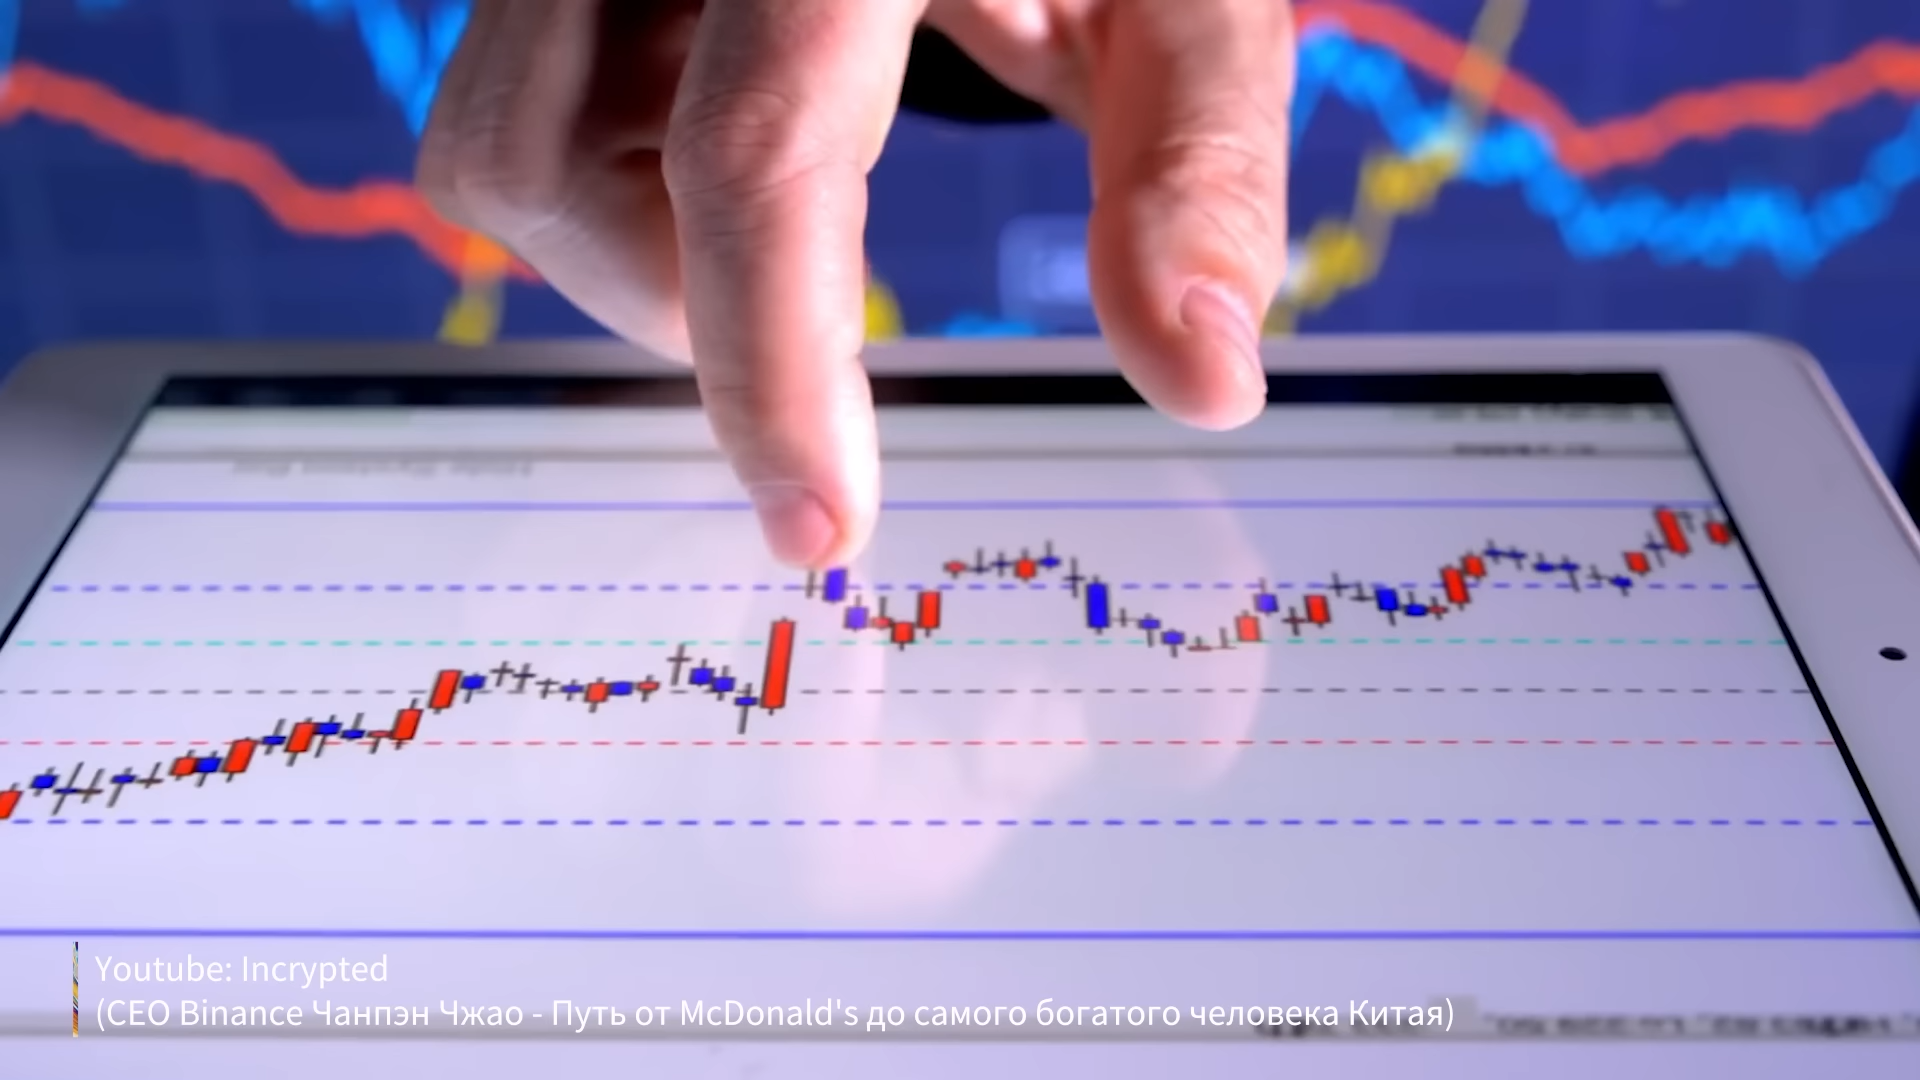 Youtube: Incrypted
(CEO Binance Чанпэн Чжао - Путь от McDonald's до самого богатого человека Китая)